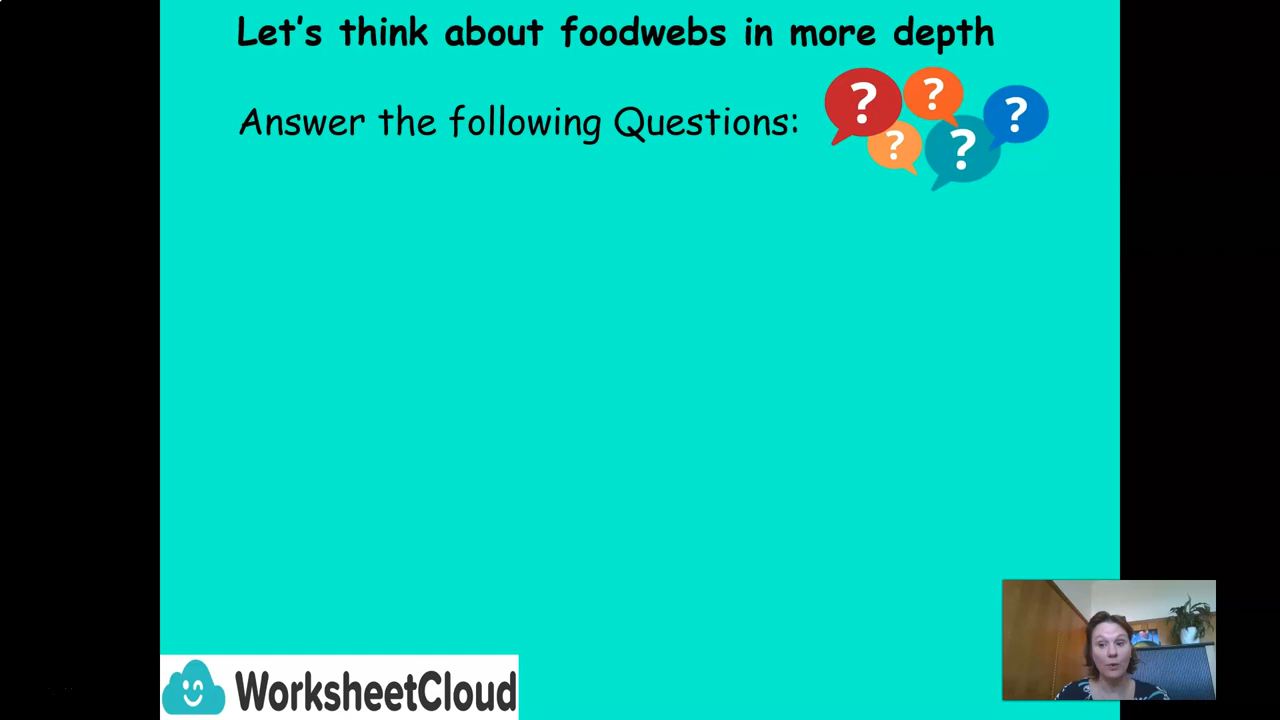 Let's think about foodwebs in more depth
Answer the following Questions:
? ? ? ? ?
WorksheetCloud